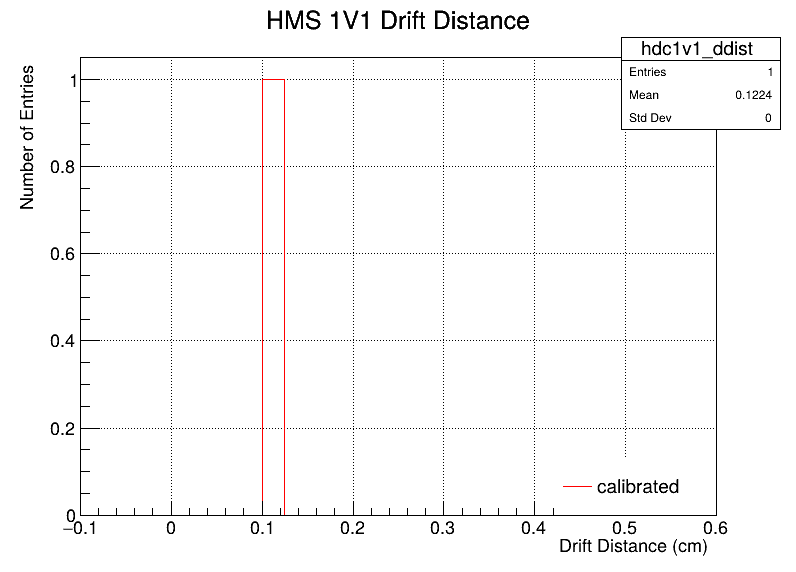 HMS 1V1 Drift Distance
hdc1v1_ddist
Entries 1
Mean 0.1224
Std Dev 0
Number of Entries
1
0.8
0.6
0.4
0.2
0
−0.1 0 0.1 0.2 0.3 0.4 0.5 0.6
calibrated
Drift Distance (cm)